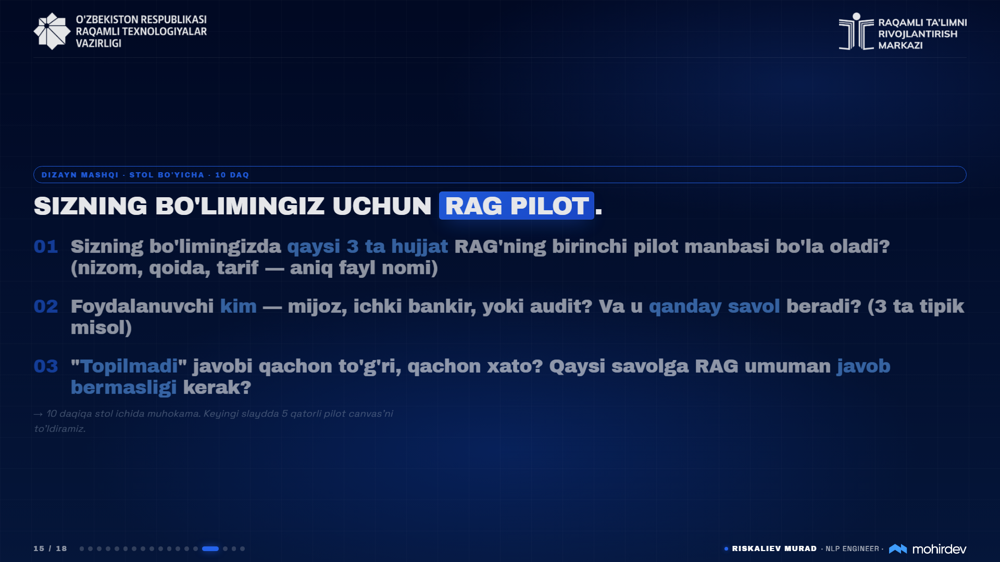 O'ZBEKISTON RESPUBLIKASI
RAQAMLI TEXNOLOGIYALAR
VAZIRLIGI
RAQAMLI TA'LIMNI
RIVOJLANTIRISH
MARKAZI
DIZAYN MASHQI · STOL BO'YICHA · 10 DAQ
SIZNING BO'LIMINGIZ UCHUN RAG PILOT.
01 Sizning bo'limingizda qaysi 3 ta hujjat RAG'ning birinchi pilot manbasi bo'la oladi?
(nizom, qoida, tarif — aniq fayl nomi)
02 Foydalanuvchi kim — mijoz, ichki bankir, yoki audit? Va u qanday savol beradi? (3 ta tipik
misol)
03 "Topilmadi" javobi qachon to'g'ri, qachon xato? Qaysi savolga RAG umuman javob
bermasligi kerak?
→ 10 daqiqa stol ichida muhokama. Keyingi slaydda 5 qatorli pilot canvas'ni
to'ldiramiz.
15 / 18
RISKALIEV MURAD · NLP ENGINEER · mohirdev